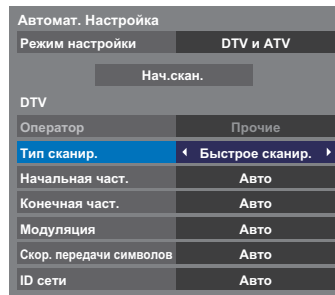 Автомат. Настройка
Режим настройки DTV и ATV
Нач.скан.
DTV
Оператор Прочие
Тип сканир. Быстрое сканир.
Начальная част. Авто
Конечная част. Авто
Модуляция Авто
Скор. передачи символов Авто
ID сети Авто